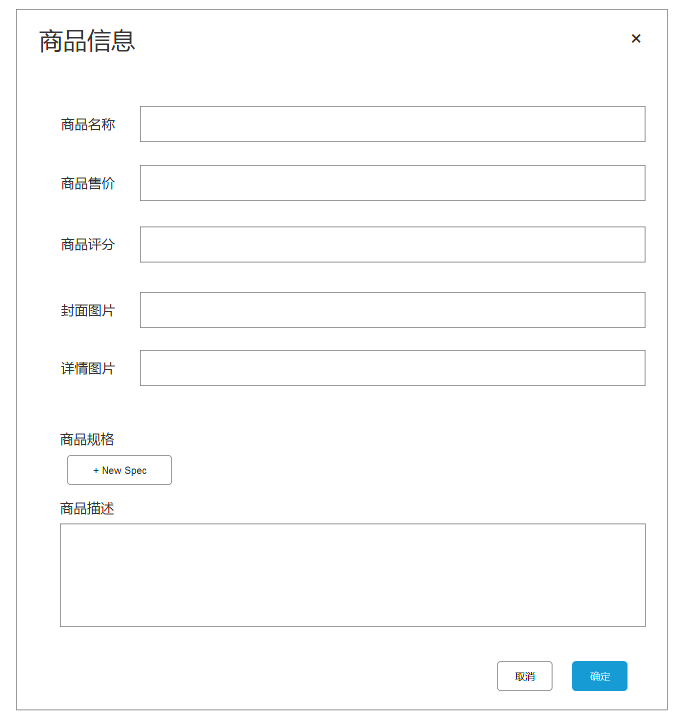 商品信息
×
商品名称
商品售价
商品评分
封面图片
详情图片
商品规格
+ New Spec
商品描述
取消
确定